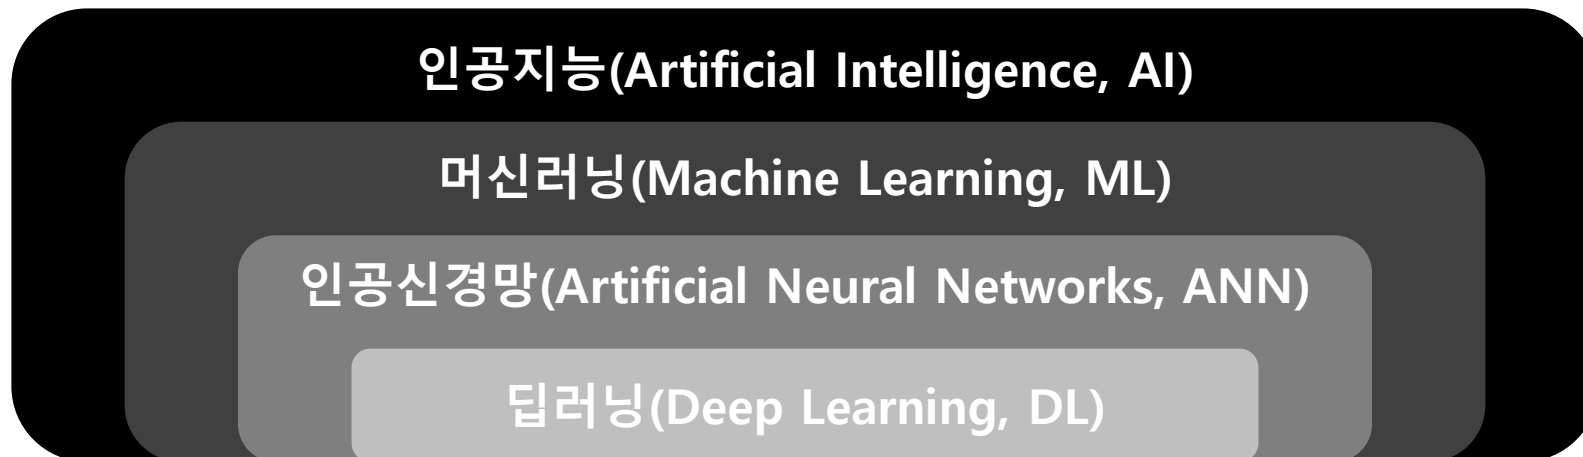 인공지능(Artificial Intelligence, AI)
머신러닝(Machine Learning, ML)
인공신경망(Artificial Neural Networks, ANN)
딥러닝(Deep Learning, DL)